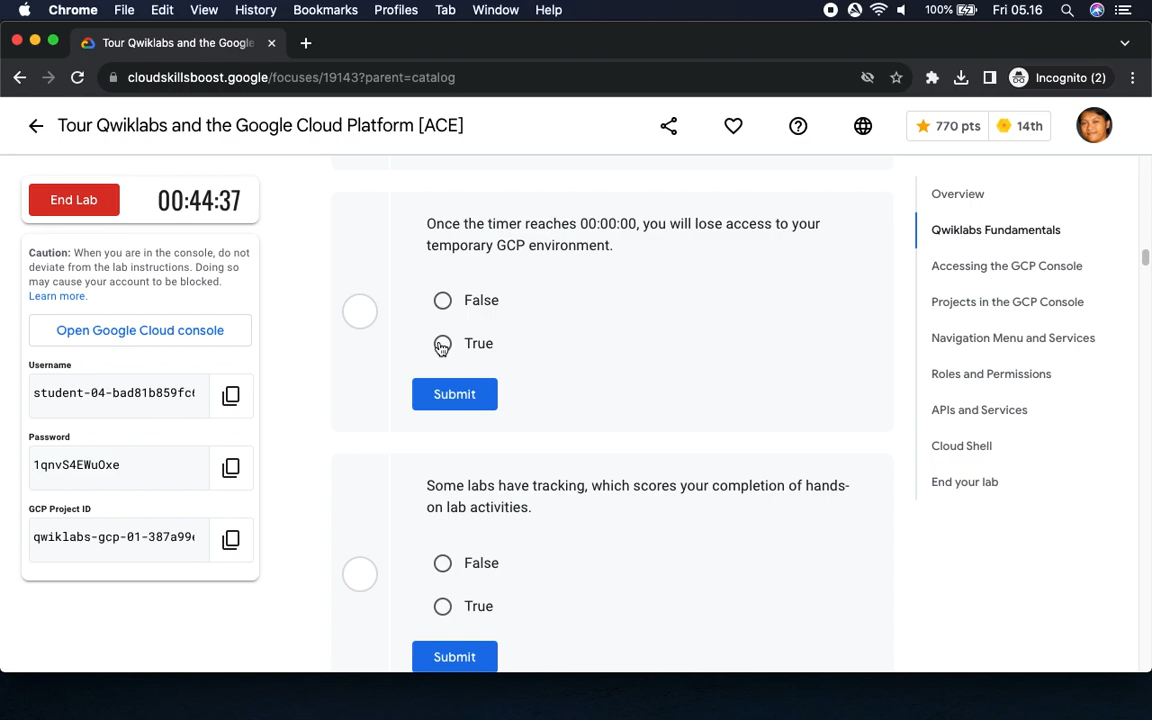 Chrome File Edit View History Bookmarks Profiles Tab Window Help 100% Fri 05.16
Tour Qwiklabs and the Google
cloudskillsboost.google/focuses/19143?parent=catalog Incognito (2)
Tour Qwiklabs and the Google Cloud Platform [ACE] 770 pts 14th
End Lab 00:44:37
Caution: When you are in the console, do not
deviate from the lab instructions. Doing so
may cause your account to be blocked.
Learn more.
Open Google Cloud console
Username
student-04-bad81b859fc
Password
1qnvS4EWuOxe
GCP Project ID
qwiklabs-gcp-01-387a99
Once the timer reaches 00:00:00, you will lose access to your
temporary GCP environment.
False
True
Submit
Some labs have tracking, which scores your completion of hands-
on lab activities.
False
True
Submit
Overview
Qwiklabs Fundamentals
Accessing the GCP Console
Projects in the GCP Console
Navigation Menu and Services
Roles and Permissions
APIs and Services
Cloud Shell
End your lab